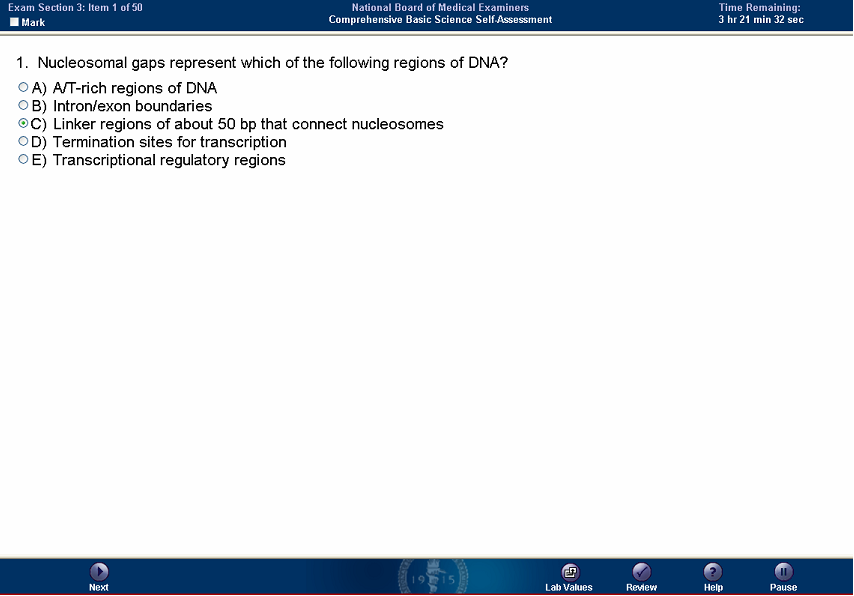 Exam Section 3: Item 1 of 50
National Board of Medical Examiners
Time Remaining:
Mark
Comprehensive Basic Science Self-Assessment
3 hr 21 min 32 sec
1. Nucleosomal gaps represent which of the following regions of DNA?
A) A/T-rich regions of DNA
B) Intron/exon boundaries
C) Linker regions of about 50 bp that connect nucleosomes
D) Termination sites for transcription
E) Transcriptional regulatory regions
1915
Next
Lab Values
Review
Help
Pause